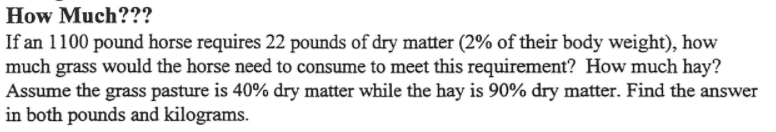 How Much???
If an 1100 pound horse requires 22 pounds of dry matter (2% of their body weight), how
much grass would the horse need to consume to meet this requirement? How much hay?
Assume the grass pasture is 40% dry matter while the hay is 90% dry matter. Find the answer
in both pounds and kilograms.